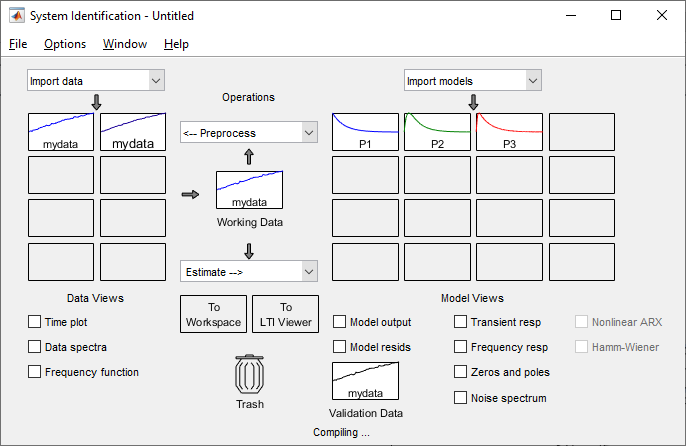 System Identification - Untitled
File Options Window Help
Import data
Import models
Operations
mydata
mydata
<-- Preprocess
P1
P2
P3
mydata
Working Data
Estimate -->
Data Views
Model Views
To
Workspace
To
LTI Viewer
Time plot
Data spectra
Frequency function
Model output
Model resids
Transient resp
Frequency resp
Zeros and poles
Noise spectrum
Nonlinear ARX
Hamm-Wiener
Trash
mydata
Validation Data
Compiling ...